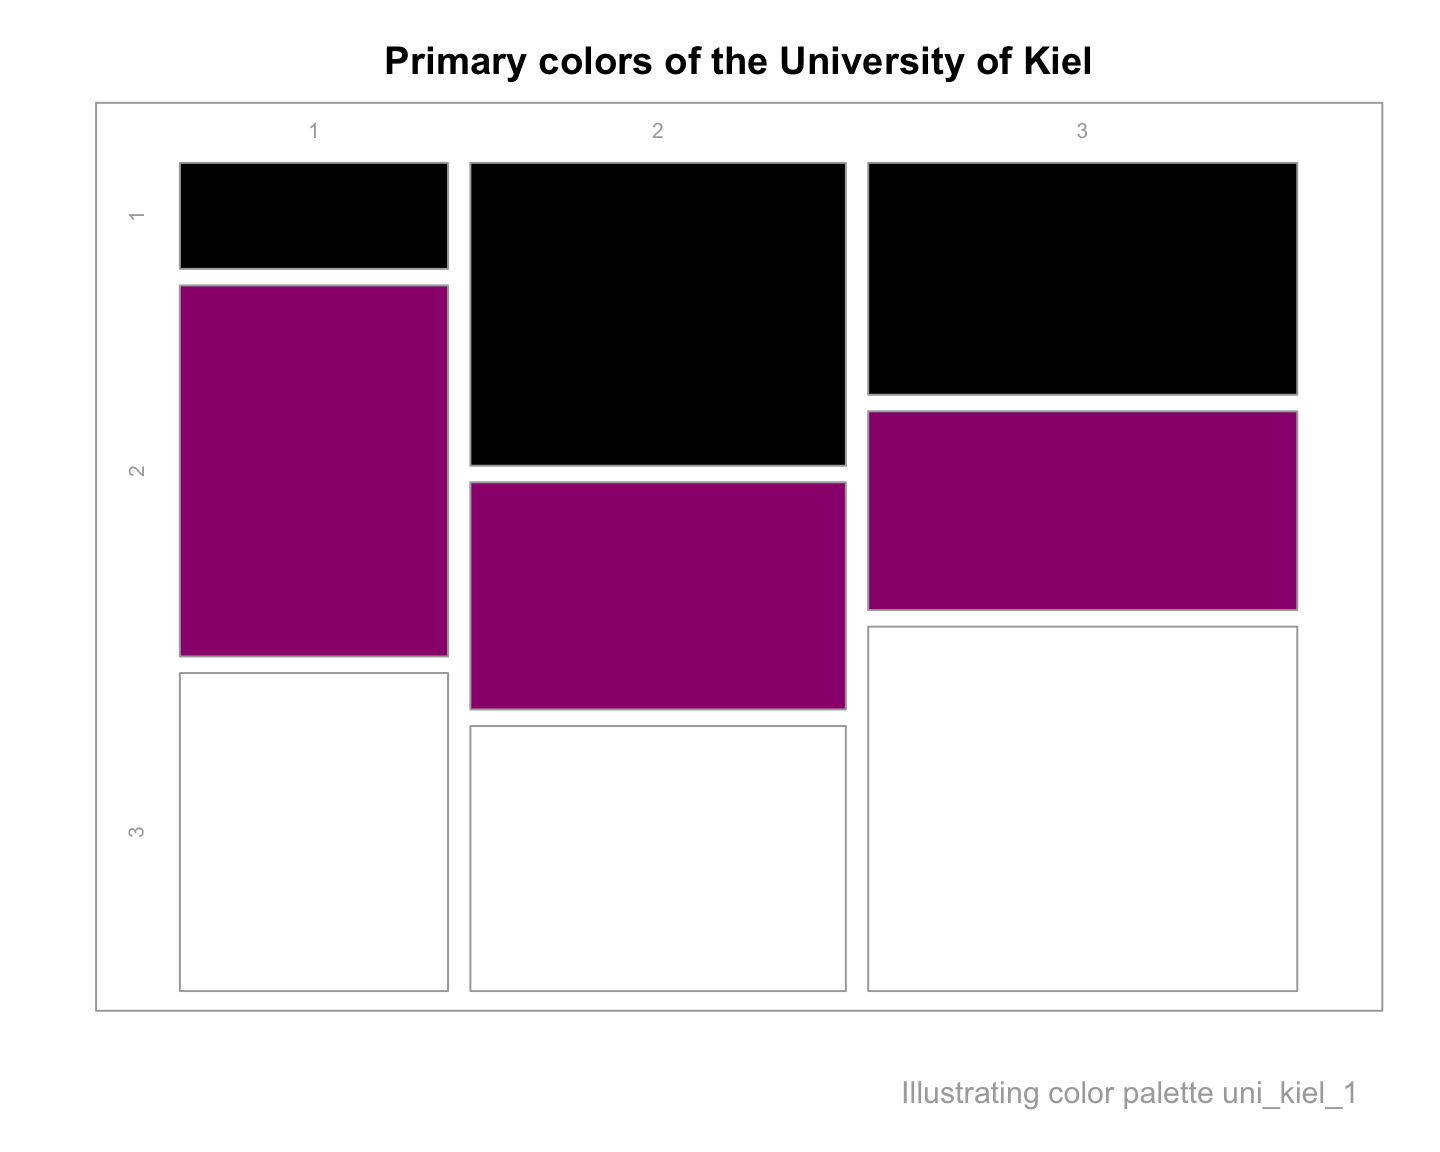 Primary colors of the University of Kiel
1 2 3
1
2
3
Illustrating color palette uni_kiel_1